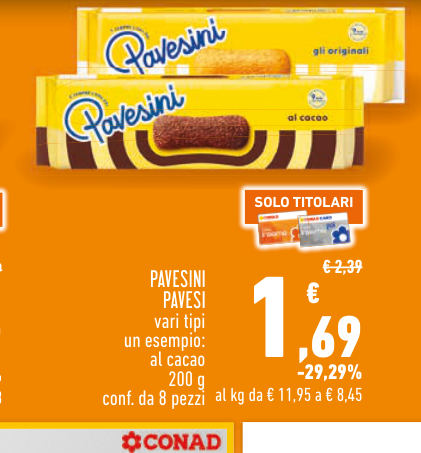 Pavesini
gli originali
Pavesini
al cacao
SOLO TITOLARI
PAVESINI
PAVESI
vari tipi
un esempio:
al cacao
200 g
conf. da 8 pezzi
€ 2,39
1,69 €
-29,29%
al kg da € 11,95 a € 8,45
CONAD